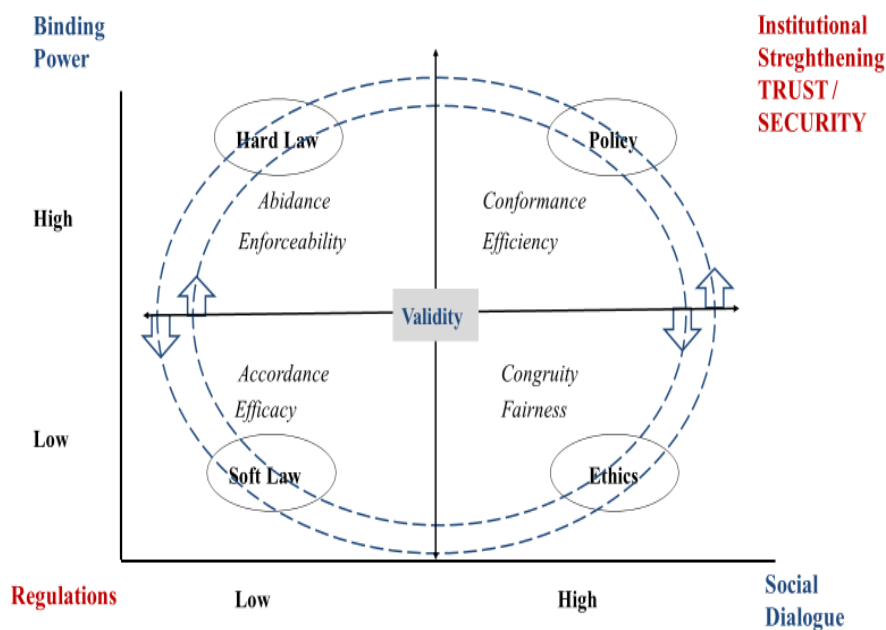 Binding
Power
Institutional
Streghthening
TRUST /
SECURITY
Hard Law
Policy
High
Abidance
Enforceability
Conformance
Efficiency
Validity
Accordance
Efficacy
Congruity
Fairness
Low
Soft Law
Ethics
Regulations
Low
High
Social
Dialogue